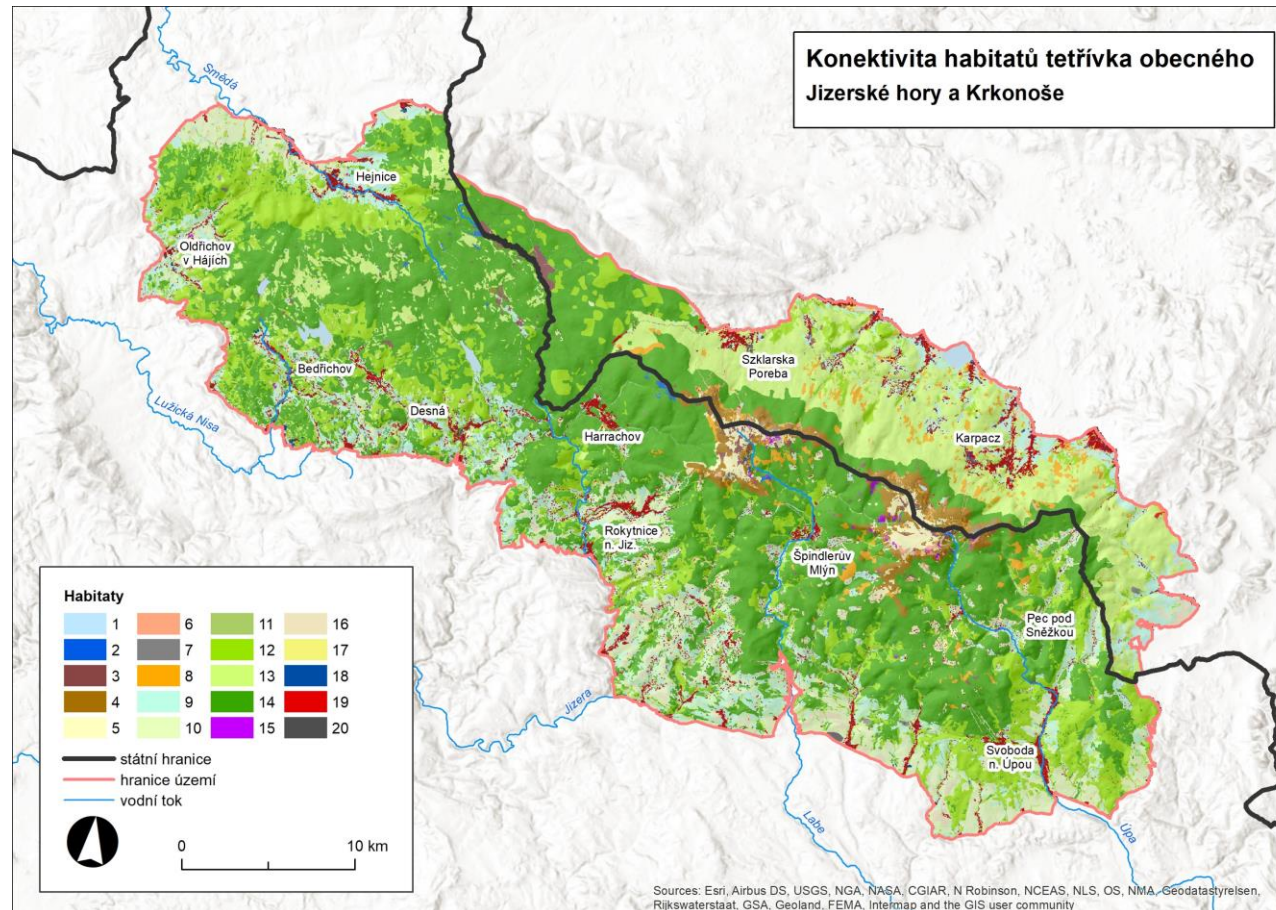 Konektivita habitatů tetřívka obecného
Jizerské hory a Krkonoše
Smědá
Hejnice
Oldřichov
v Hájích
Bedřichov
Lužická Nisa
Desná
Harrachov
Szklarska
Poreba
Karpacz
Rokytnice
n. Jiz.
Špindlerův
Mlýn
Pec pod
Sněžkou
Jizera
Svoboda
n. Úpou
Labe
Úpa
Habitaty
1 6 11 16
2 7 12 17
3 8 13 18
4 9 14 19
5 10 15 20
státní hranice
hranice území
vodní tok
0 10 km
Sources: Esri, Airbus DS, USGS, NGA, NASA, CGIAR, N Robinson, NCEAS, NLS, OS, NMA, Geodatastyrelsen,
Rijkswaterstaat, GSA, Geoland, FEMA, Intermap and the GIS user community